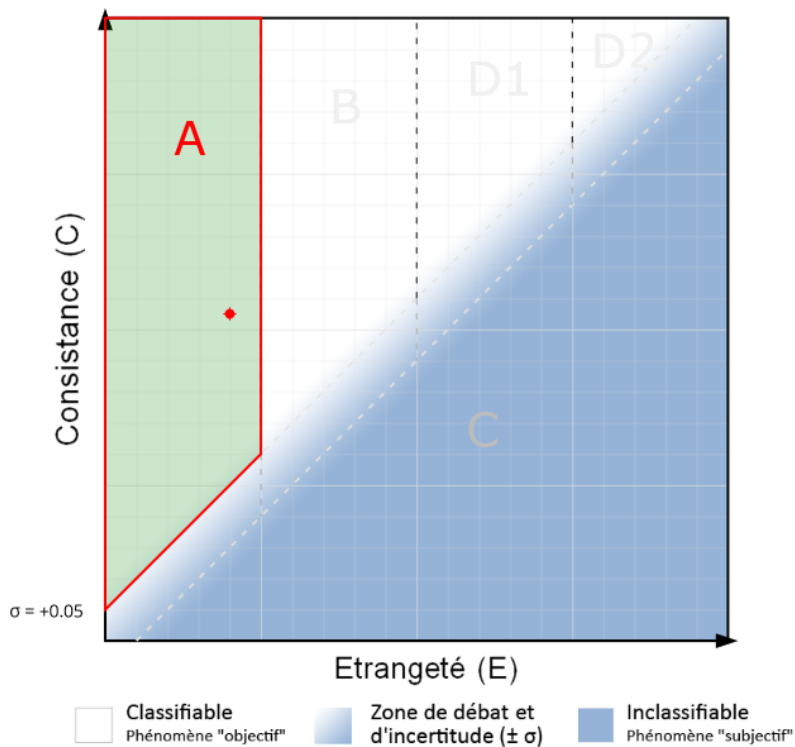 D2
D1
B
A
Consistance (C)
C
σ = +0.05
Etrangeté (E)
Classifiable
Phénomène "objectif"
Zone de débat et
d'incertitude (± σ)
Inclassifiable
Phénomène "subjectif"